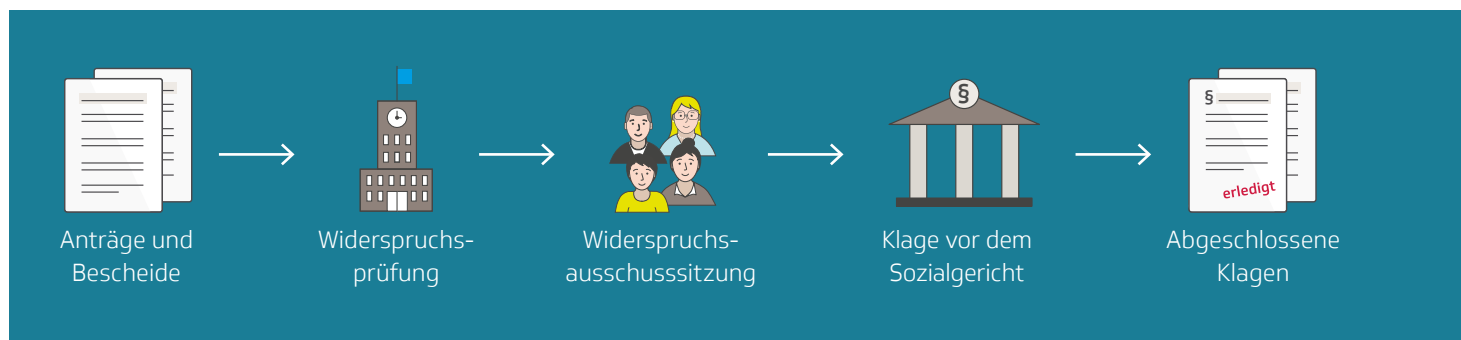 §
§
erledigt
Anträge und
Bescheide
Widerspruchs-
prüfung
Widerspruchs-
ausschusssitzung
Klage vor dem
Sozialgericht
Abgeschlossene
Klagen